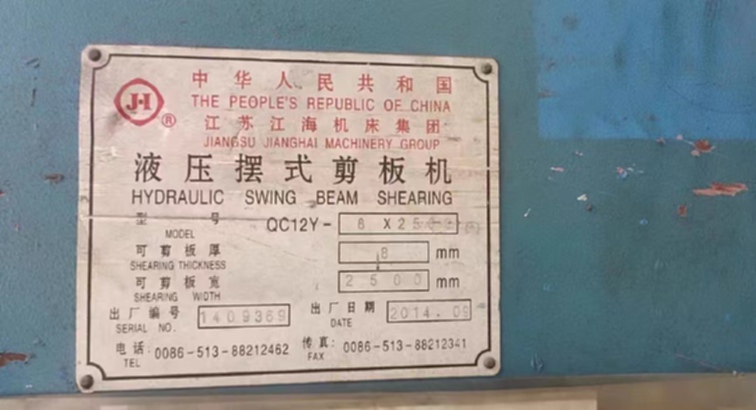 中华人民共和国
THE PEOPLE'S REPUBLIC OF CHINA
JH ®
江苏江海机床集团
JIANGSU JIANGHAI MACHINERY GROUP
液压摆式剪板机
HYDRAULIC SWING BEAM SHEARING
型 号 QC12Y-
MODEL
可剪板厚 8 mm
SHEARING THICKNESS
可剪板宽 2500 mm
SHEARING WIDTH
出厂编号 1409369 出厂日期 2014.09
SERIAL NO. DATE
电话: 0086-513-88212462 传真: 0086-513-88212341
TEL FAX